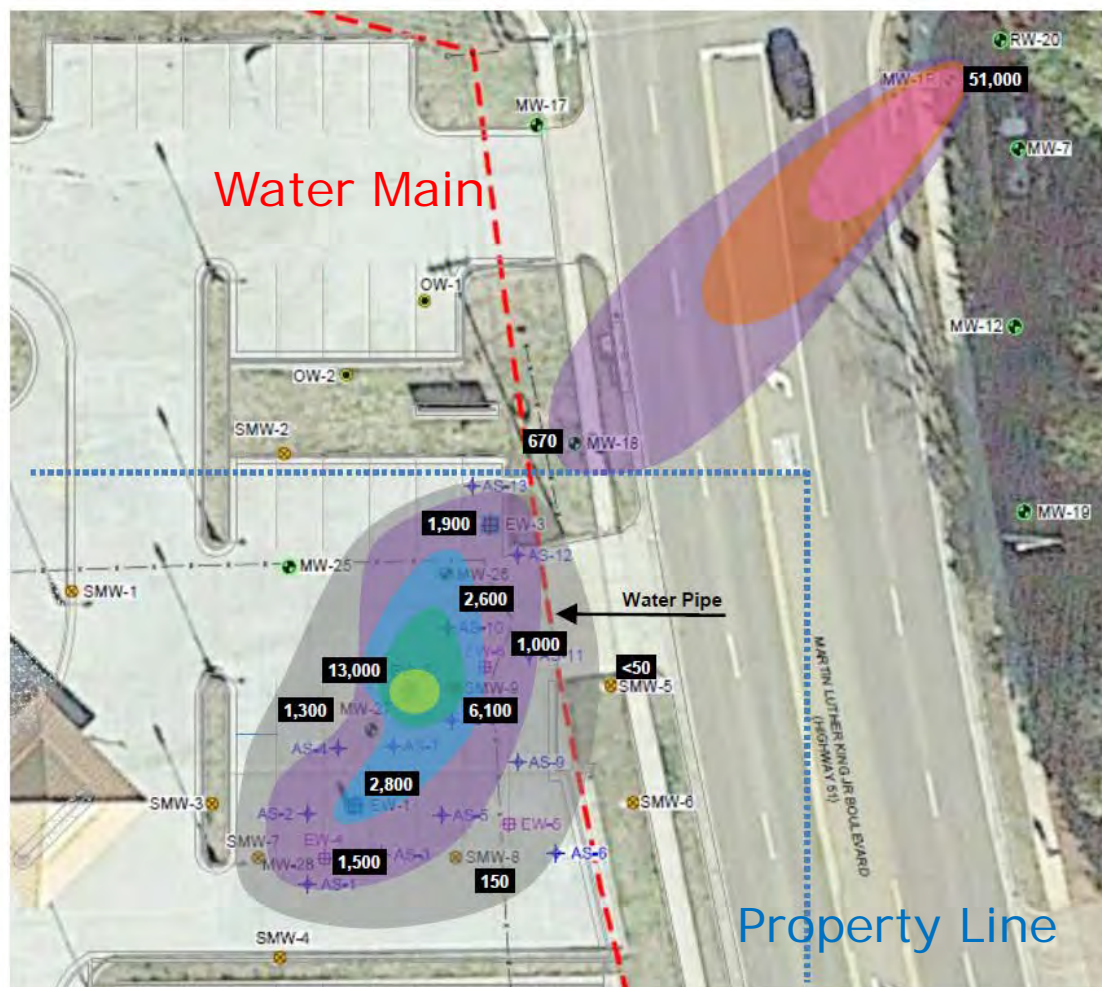 RW-20
51,000
MW-17
MW-7
Water Main
OW-1
MW-12
OW-2
SMW-2
670
MW-18
AS-13
1,900
EW-3
MW-19
AS-12
MW-25
MW-26
SMW-1
2,600
Water Pipe
AS-10
1,000
EW-6
AS-11
<50
13,000
SMW-9
SMW-5
1,300
6,100
MW-27
AS-4
AS-7
AS-9
2,800
SMW-3
EW-1
SMW-6
AS-2
AS-5
EW-5
SMW-7
EW-4
AS-3
SMW-8
AS-6
MW-28
1,500
AS-1
150
MARTIN LUTHER KING JR BOULEVARD
(HIGHWAY 51)
Property Line
SMW-4